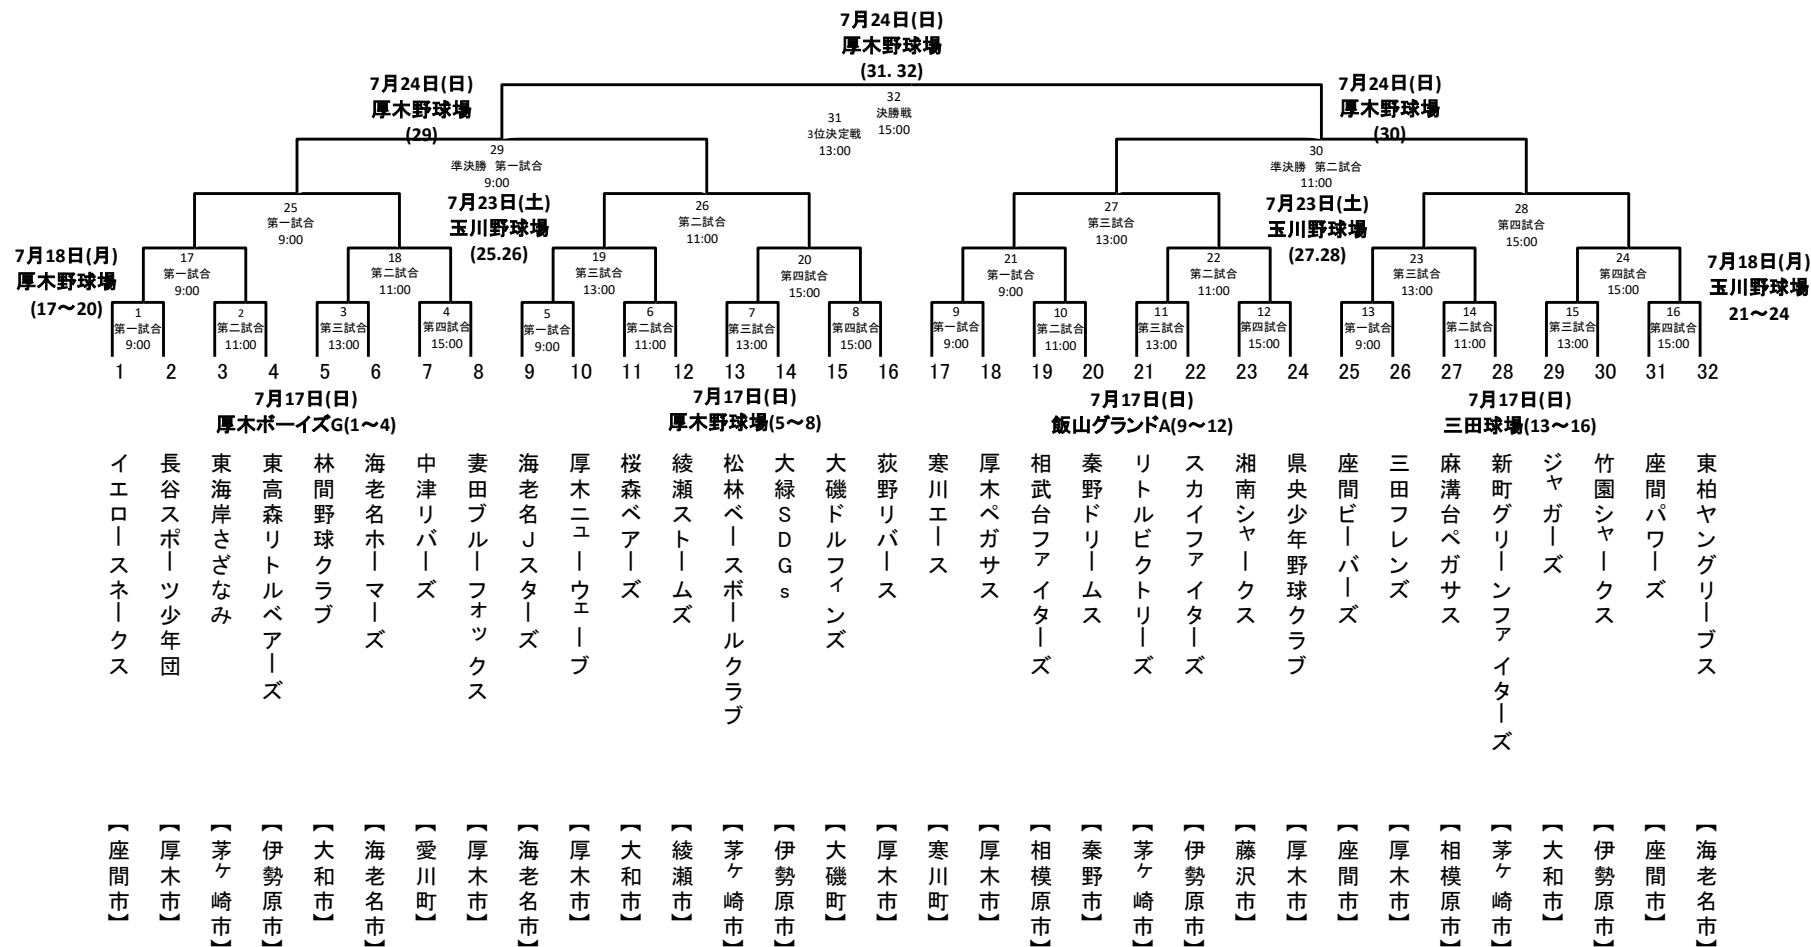 7月24日(日)
厚木野球場
(31. 32)
7月24日(日)
厚木野球場
(29)
7月24日(日)
厚木野球場
(30)
32
決勝戦
15:00
31
3位決定戦
13:00
29
準決勝 第一試合
9:00
30
準決勝 第二試合
11:00
7月23日(土)
玉川野球場
(25.26)
7月23日(土)
玉川野球場
(27.28)
25
第一試合
9:00
26
第二試合
11:00
27
第三試合
13:00
28
第四試合
15:00
7月18日(月)
厚木野球場
(17～20)
7月18日(月)
玉川野球場
21～24
17
第一試合
9:00
18
第二試合
11:00
19
第三試合
13:00
20
第四試合
15:00
21
第一試合
9:00
22
第二試合
11:00
23
第三試合
13:00
24
第四試合
15:00
1
第一試合
9:00
2
第二試合
11:00
3
第三試合
13:00
4
第四試合
15:00
5
第一試合
9:00
6
第二試合
11:00
7
第三試合
13:00
8
第四試合
15:00
9
第一試合
9:00
10
第二試合
11:00
11
第三試合
13:00
12
第四試合
15:00
13
第一試合
9:00
14
第二試合
11:00
15
第三試合
13:00
16
第四試合
15:00
1 2 3 4 5 6 7 8 9 10 11 12 13 14 15 16 17 18 19 20 21 22 23 24 25 26 27 28 29 30 31 32
7月17日(日)
厚木ボーイズG(1～4)
7月17日(日)
厚木野球場(5～8)
7月17日(日)
飯山グランドA(9～12)
7月17日(日)
三田球場(13～16)
イエロースネークス
長谷スポーツ少年団
東海岸さざなみ
東高森リトルベアーズ
林間野球クラブ
海老名ホーマーズ
中津リバーズ
妻田ブルーフォックス
海老名Jスターズ
厚木ニューウェーブ
桜森ベアーズ
綾瀬ストームズ
松林ベースボールクラブ
大緑SDGs
大磯ドルフィンズ
荻野リバース
寒川エース
厚木ペガサス
相武台ファイターズ
秦野ドリームス
リトルビクトリーズ
スカイファイターズ
湘南シャークス
県央少年野球クラブ
座間ビーバーズ
三田フレンズ
麻溝台ペガサス
新町グリーンファイターズ
ジャガーズ
竹園シャークス
座間パワーズ
東柏ヤングリーブス
【座間市】
【厚木市】
【茅ケ崎市】
【伊勢原市】
【大和市】
【海老名市】
【愛川町】
【厚木市】
【海老名市】
【厚木市】
【大和市】
【綾瀬市】
【茅ケ崎市】
【伊勢原市】
【大磯町】
【厚木市】
【寒川町】
【厚木市】
【相模原市】
【秦野市】
【茅ケ崎市】
【伊勢原市】
【藤沢市】
【厚木市】
【座間市】
【厚木市】
【相模原市】
【茅ケ崎市】
【大和市】
【伊勢原市】
【座間市】
【海老名市】